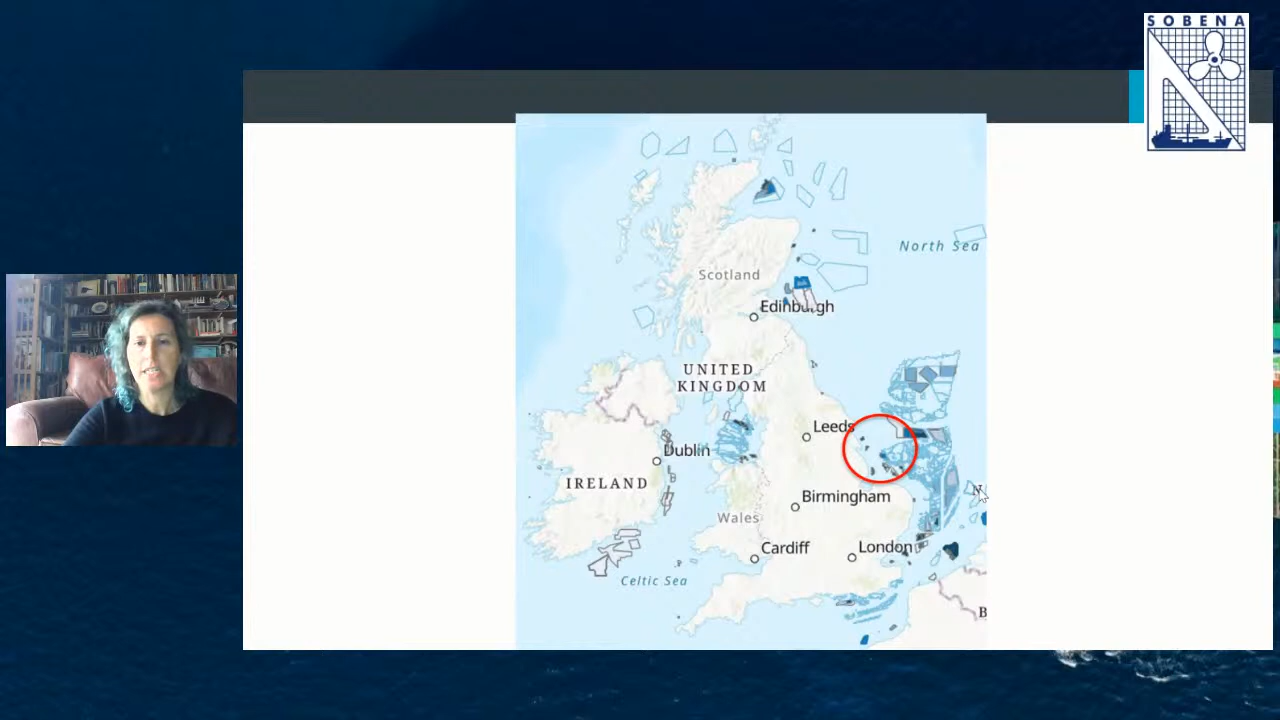 SOBENA
North Sea
Scotland
Edinburgh
UNITED
KINGDOM
Leeds
Dublin
IRELAND
Birmingham
Wales
Cardiff
London
Celtic Sea
N
B